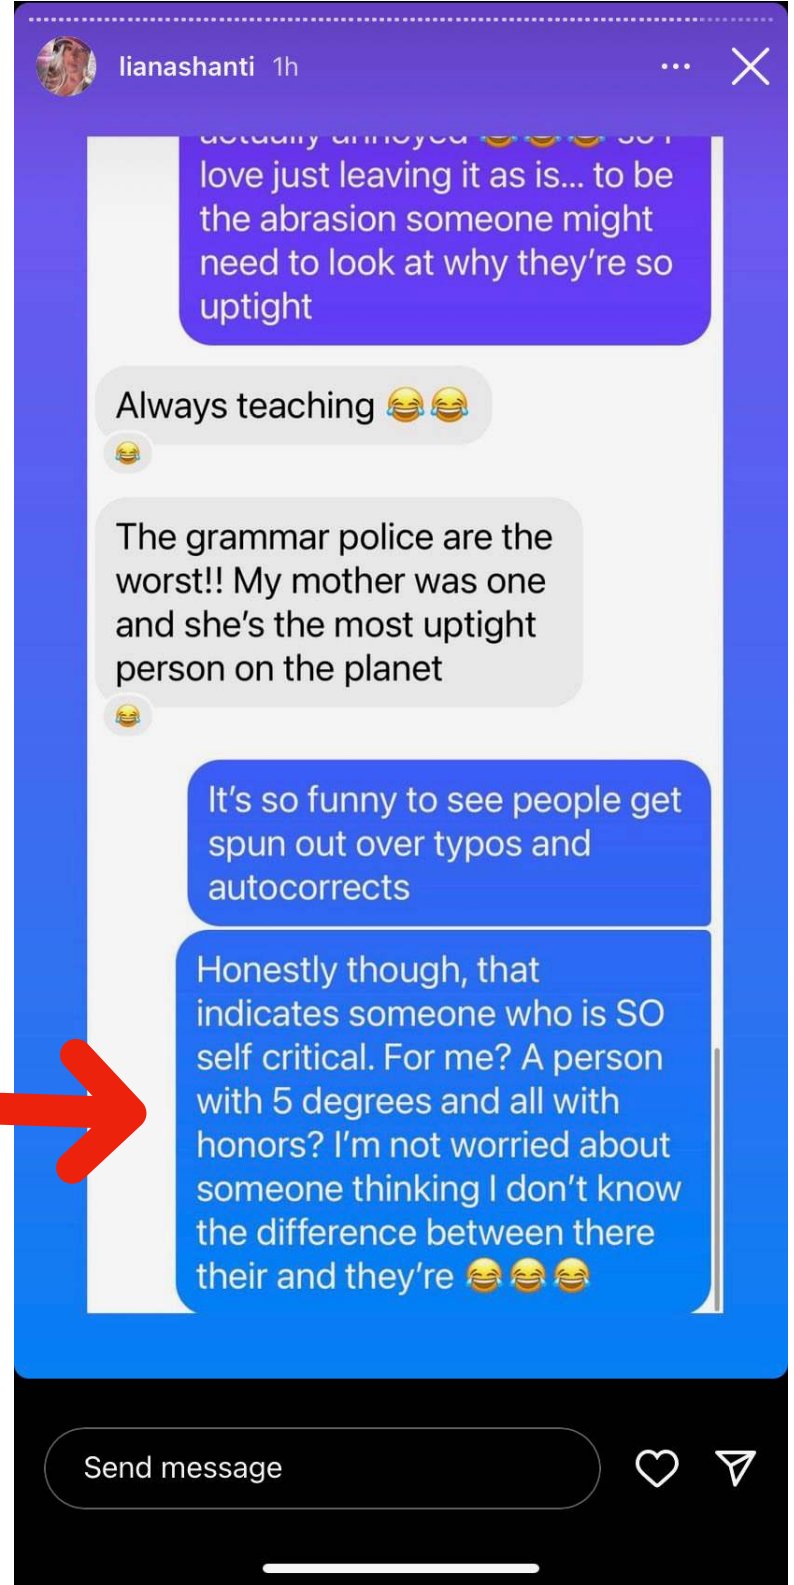 lianashanti 1h
actually annoyed 😂😂😂 so I
love just leaving it as is... to be
the abrasion someone might
need to look at why they're so
uptight
Always teaching 😂😂
😂
The grammar police are the
worst!! My mother was one
and she's the most uptight
person on the planet
😂
It's so funny to see people get
spun out over typos and
autocorrects
Honestly though, that
indicates someone who is SO
self critical. For me? A person
with 5 degrees and all with
honors? I'm not worried about
someone thinking I don't know
the difference between there
their and they're 😂😂😂
Send message